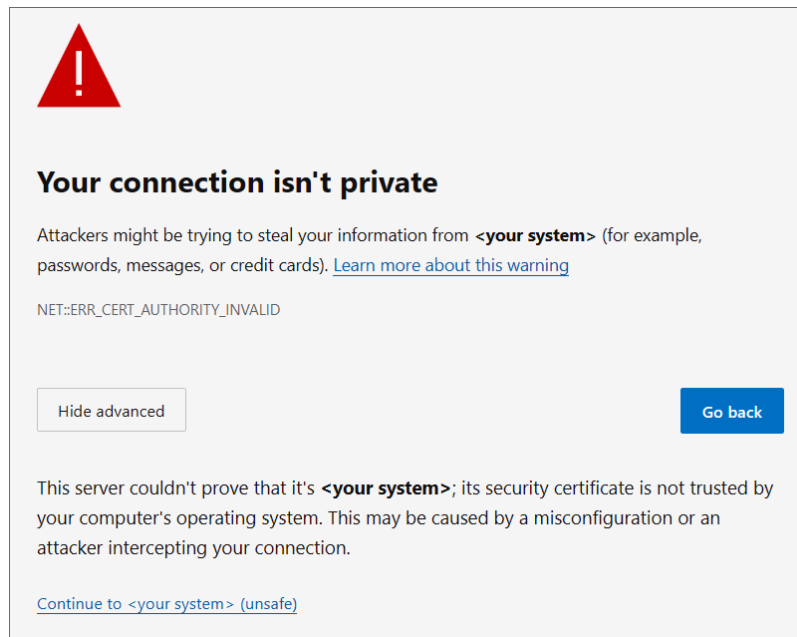 !
Your connection isn't private
Attackers might be trying to steal your information from <your system> (for example,
passwords, messages, or credit cards). Learn more about this warning
NET::ERR_CERT_AUTHORITY_INVALID
Hide advanced
Go back
This server couldn't prove that it's <your system>; its security certificate is not trusted by
your computer's operating system. This may be caused by a misconfiguration or an
attacker intercepting your connection.
Continue to <your system> (unsafe)